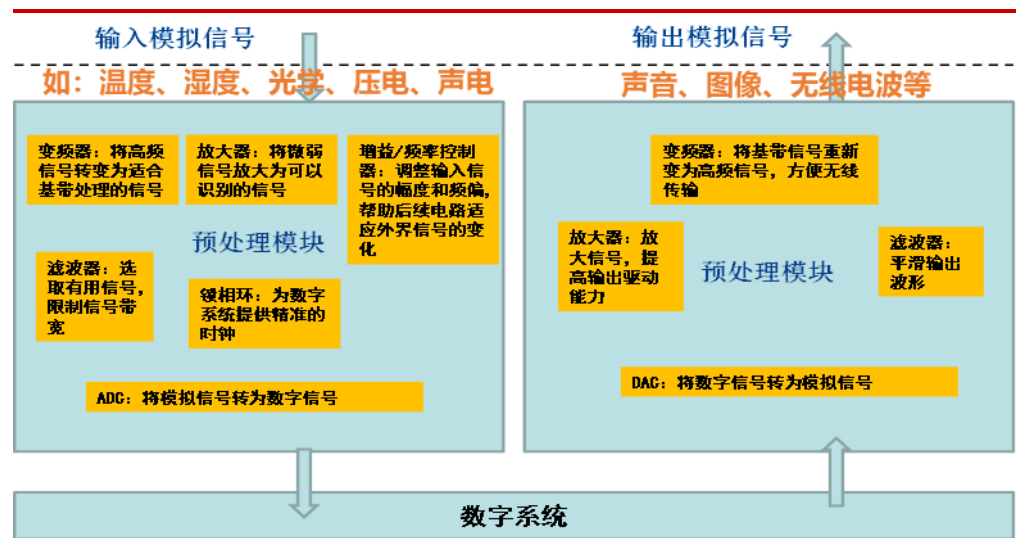 输入模拟信号
输出模拟信号
如：温度、湿度、光学、压电、声电
声音、图像、无线电波等
变频器：将高频
信号转变为适合
基带处理的信号
放大器：将微弱
信号放大为可以
识别的信号
增益/频率控制
器：调整输入信
号的幅度和频偏，
帮助后续电路适
应外界信号的变
化
预处理模块
滤波器：选
取有用信号，
限制信号带
宽
锁相环：为数字
系统提供精准的
时钟
ADC：将模拟信号转为数字信号
变频器：将基带信号重新
变为高频信号，方便无线
传输
放大器：放
大信号，提
高输出驱动
能力
预处理模块
滤波器：
平滑输出
波形
DAC：将数字信号转为模拟信号
数字系统